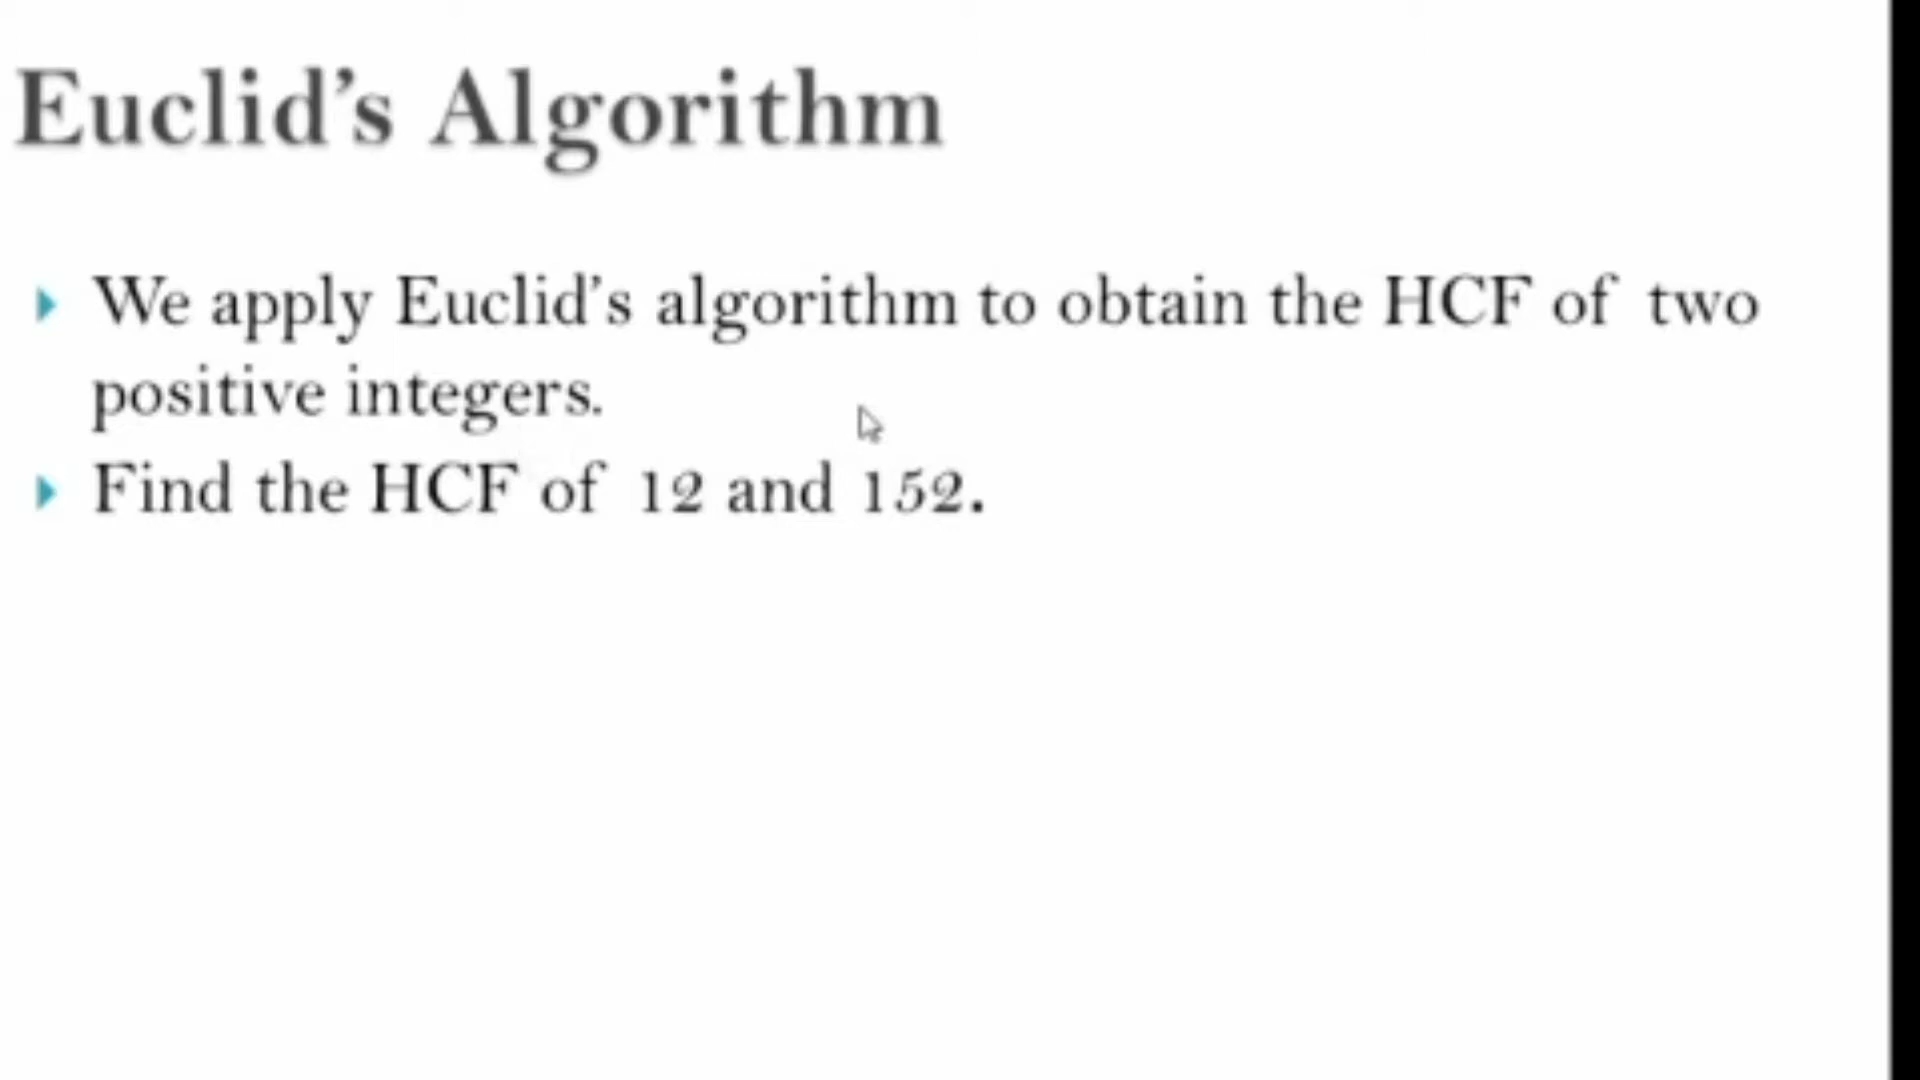 Euclid’s Algorithm
We apply Euclid’s algorithm to obtain the HCF of two
positive integers.
Find the HCF of 12 and 152.